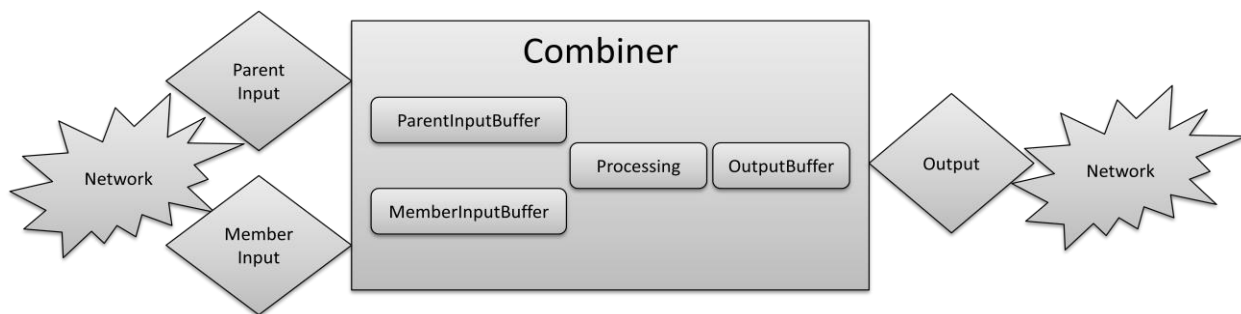 Combiner
Parent
Input
ParentInputBuffer
Network
Processing
OutputBuffer
Output
Network
MemberInputBuffer
Member
Input